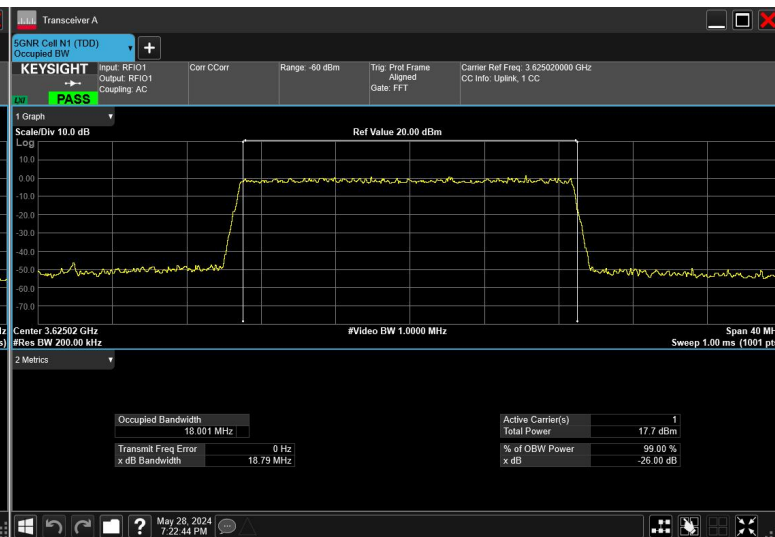 Transceiver A
5GNR Cell N1 (TDD)
Occupied BW
KEYSIGHT
LXI
PASS
Input: RFIO1
Output: RFIO1
Coupling: AC
Corr CCorr
Range: -60 dBm
Trig: Prot Frame
Aligned
Gate: FFT
Carrier Ref Freq: 3.625020000 GHz
CC Info: Uplink, 1 CC
1 Graph
Scale/Div 10.0 dB
Ref Value 20.00 dBm
Log
10.0
0.00
-10.0
-20.0
-30.0
-40.0
-50.0
-60.0
-70.0
Center 3.62502 GHz
#Video BW 1.0000 MHz
Span 40 MH
#Res BW 200.00 kHz
Sweep 1.00 ms (1001 pts
2 Metrics
Occupied Bandwidth
18.001 MHz
Transmit Freq Error 0 Hz
x dB Bandwidth 18.79 MHz
Active Carrier(s) 1
Total Power 17.7 dBm
% of OBW Power 99.00 %
x dB -26.00 dB
?
May 28, 2024
7:22:44 PM